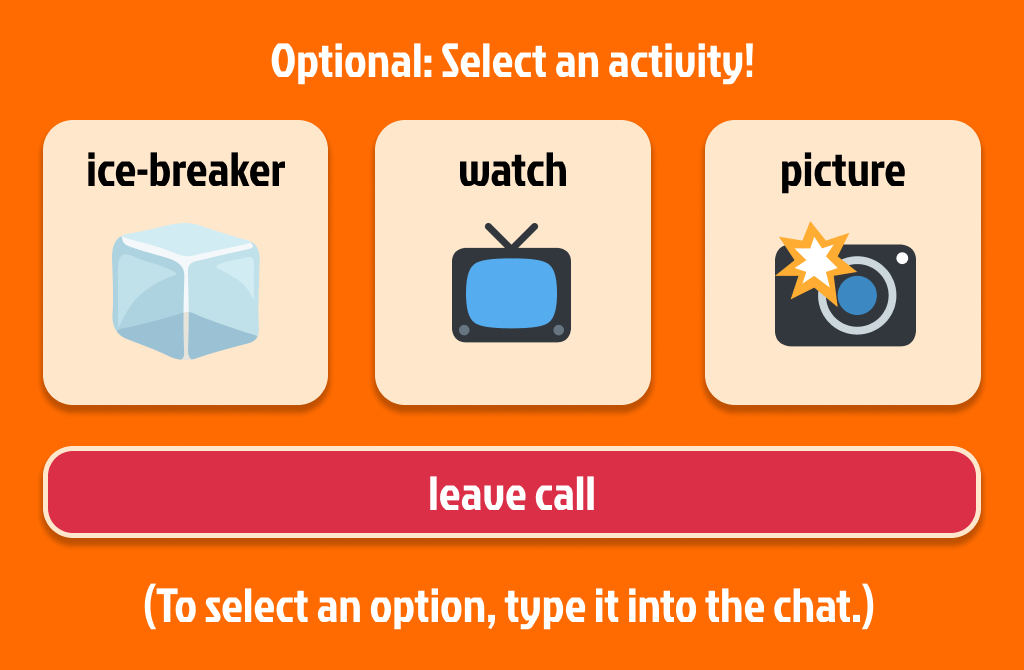 Optional: Select an activity!
ice-breaker
watch
picture
leave call
(To select an option, type it into the chat.)